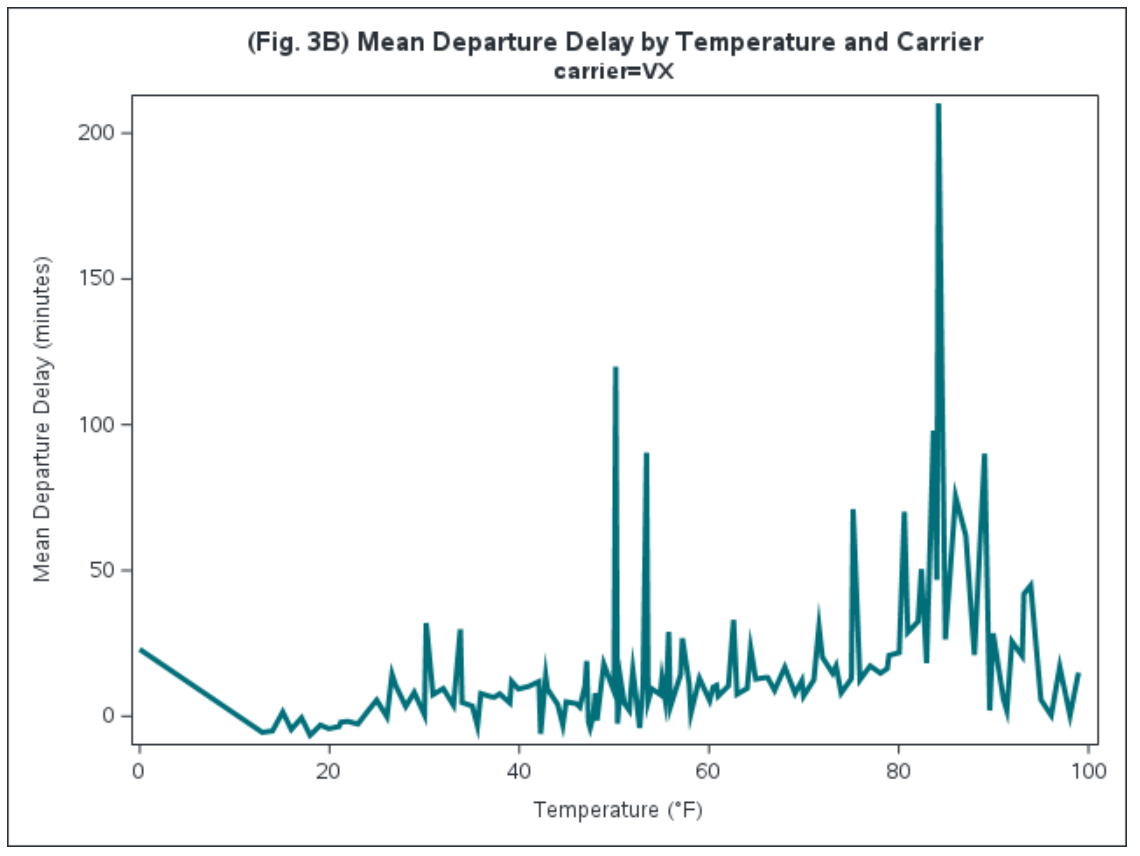 (Fig. 3B) Mean Departure Delay by Temperature and Carrier
carrier=VX
Mean Departure Delay (minutes)
200
150
100
50
0
0 20 40 60 80 100
Temperature (°F)